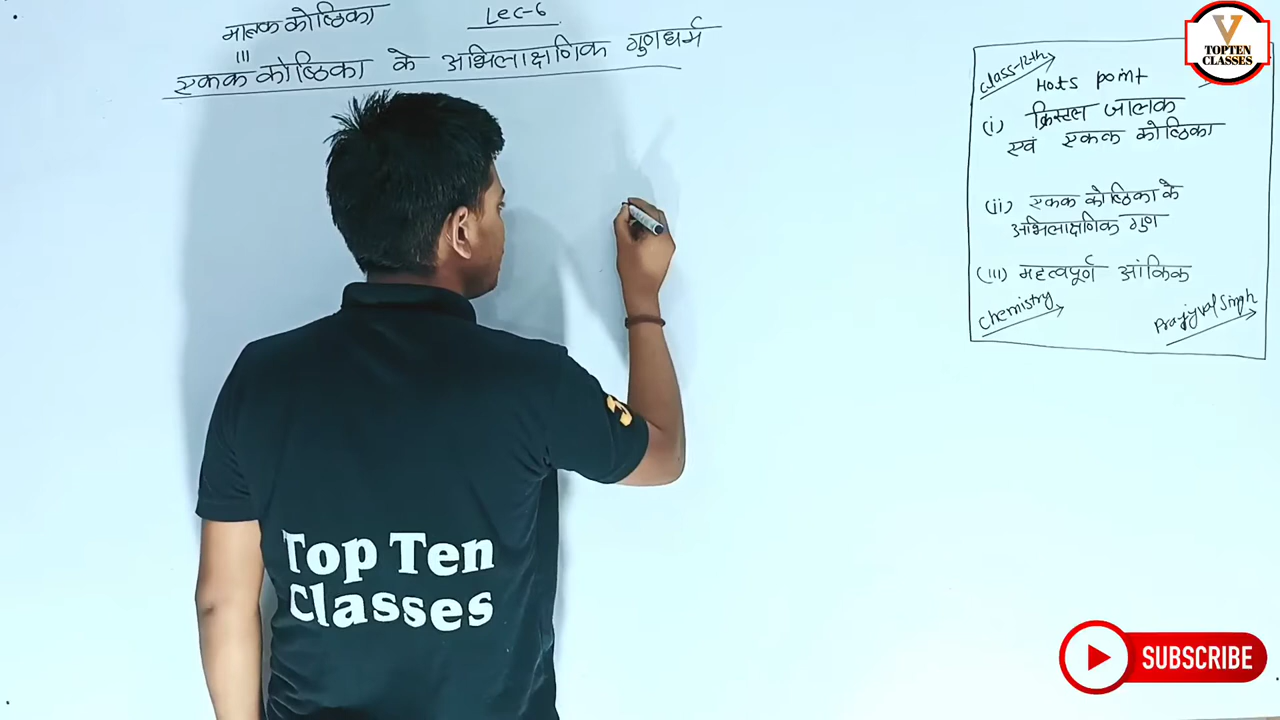 मात्रक कोष्ठिका
Lec-6
एकक कोष्ठिका के अभिलाक्षणिक गुणधर्म
Class-12th
Hots point
(i) क्रिस्टल जालक
एवं एकक कोष्ठिका
(ii) एकक कोष्ठिका के
अभिलाक्षणिक गुण
(iii) महत्वपूर्ण आंकिक
Chemistry
Prajjwal Singh
V
TOPTEN
CLASSES
Top Ten
Classes
SUBSCRIBE